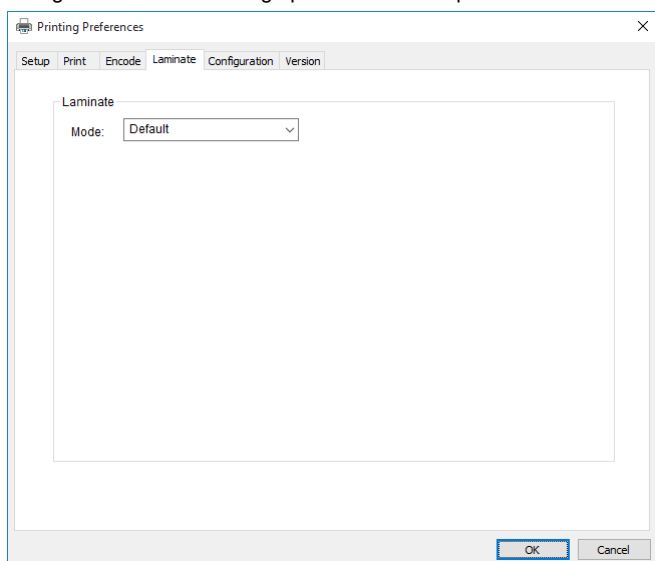 Printing Preferences
Setup Print Encode Laminate Configuration Version
Laminate
Mode: Default
OK Cancel